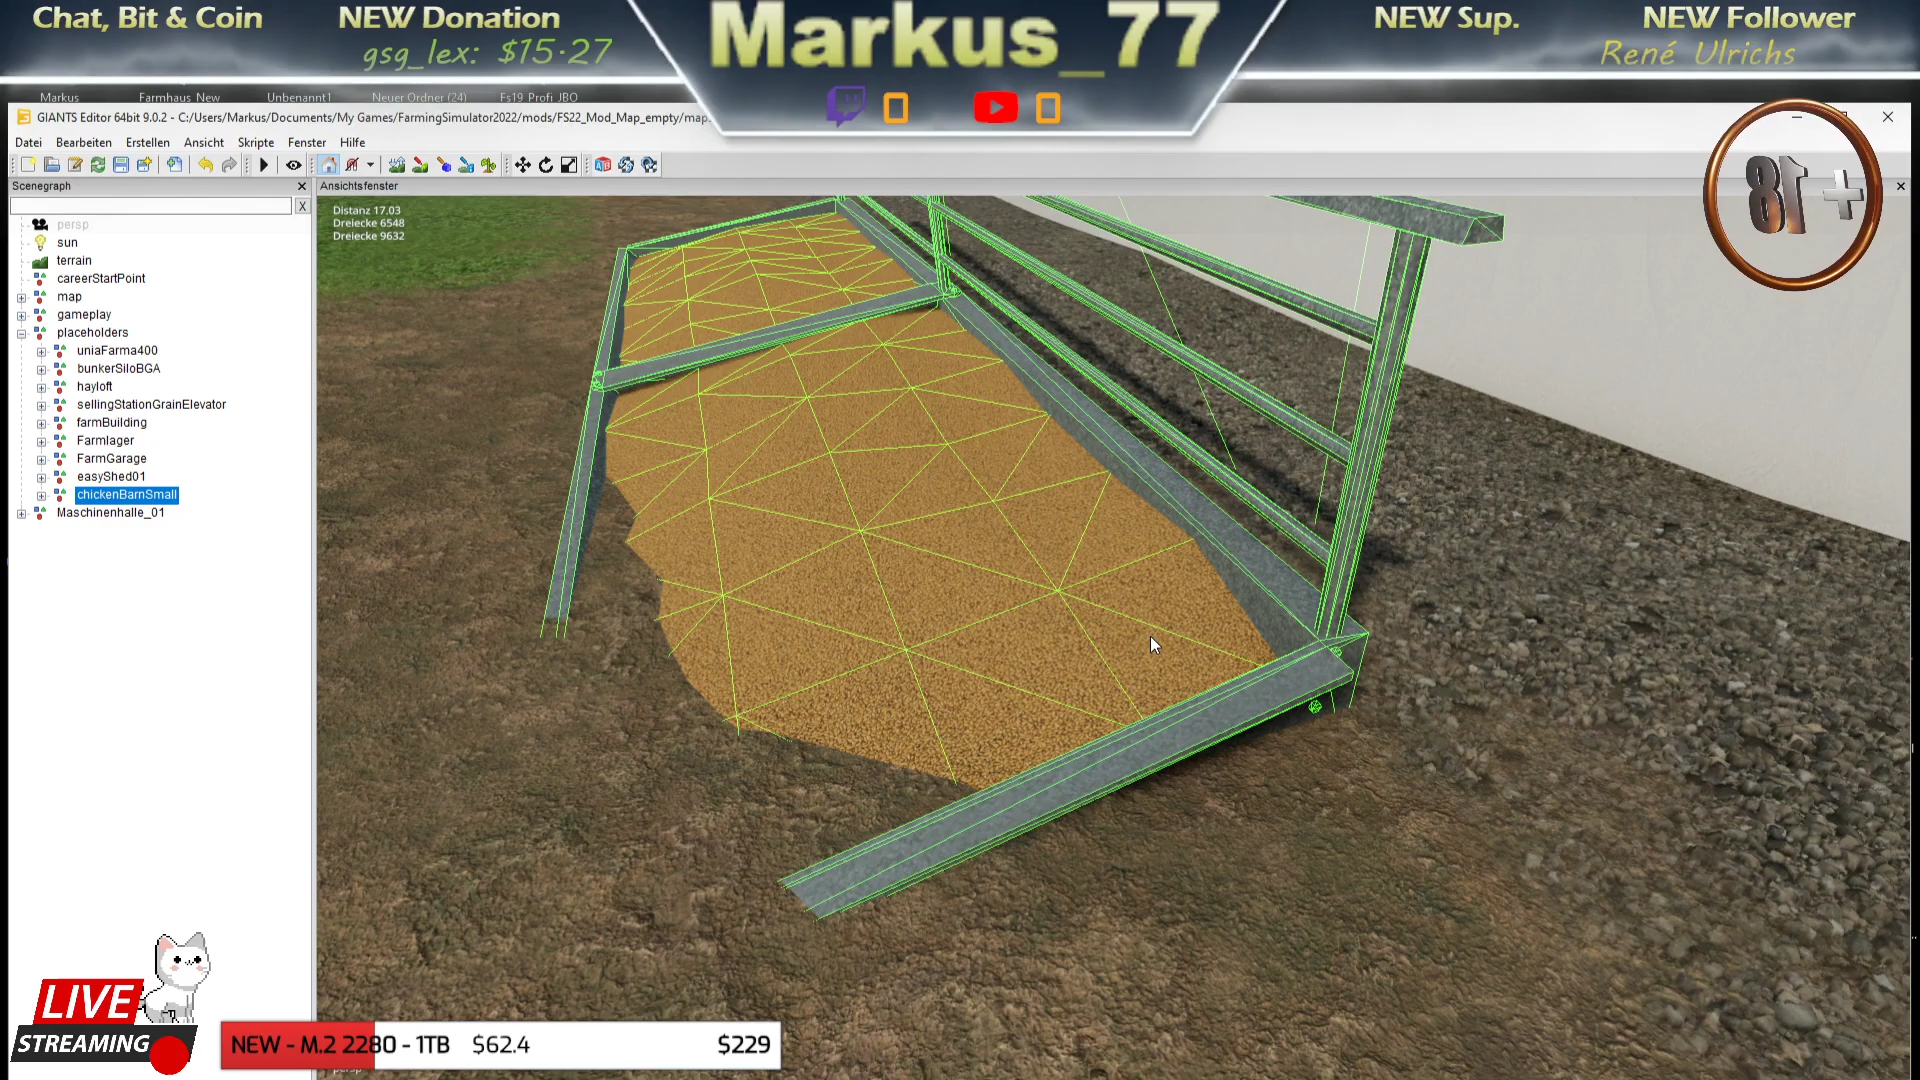 Chat, Bit & Coin
NEW Donation
gsg_lex: $15.27
Markus_77
0
0
NEW Sup.
NEW Follower
René Ulrichs
18+
Markus
Farmhaus New
Unbenannt1
Neuer Ordner (24)
Fs19 Profi JBO
GIANTS Editor 64bit 9.0.2 - C:/Users/Markus/Documents/My Games/FarmingSimulator2022/mods/FS22_Mod_Map_empty/map
Datei Bearbeiten Erstellen Ansicht Skripte Fenster Hilfe
Scenegraph
X
Ansichtsfenster
Distanz 17.03
Dreiecke 6548
Dreiecke 9632
persp
sun
terrain
careerStartPoint
map
gameplay
placeholders
uniaFarma400
bunkerSiloBGA
hayloft
sellingStationGrainElevator
farmBuilding
Farmlager
FarmGarage
easyShed01
chickenBarnSmall
Maschinenhalle_01
LIVE
STREAMING
NEW - M.2 2280 - 1TB $62.4 $229
persp